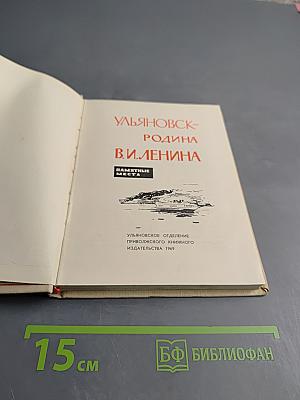 УЛЬЯНОВСК-
РОДИНА
В.И.ЛЕНИНА
ПАМЯТНЫЕ
МЕСТА
УЛЬЯНОВСКОЕ ОТДЕЛЕНИЕ
ПРИВОЛЖСКОГО КНИЖНОГО
ИЗДАТЕЛЬСТВА 1969
15 см
БФ БИБЛИОФАН